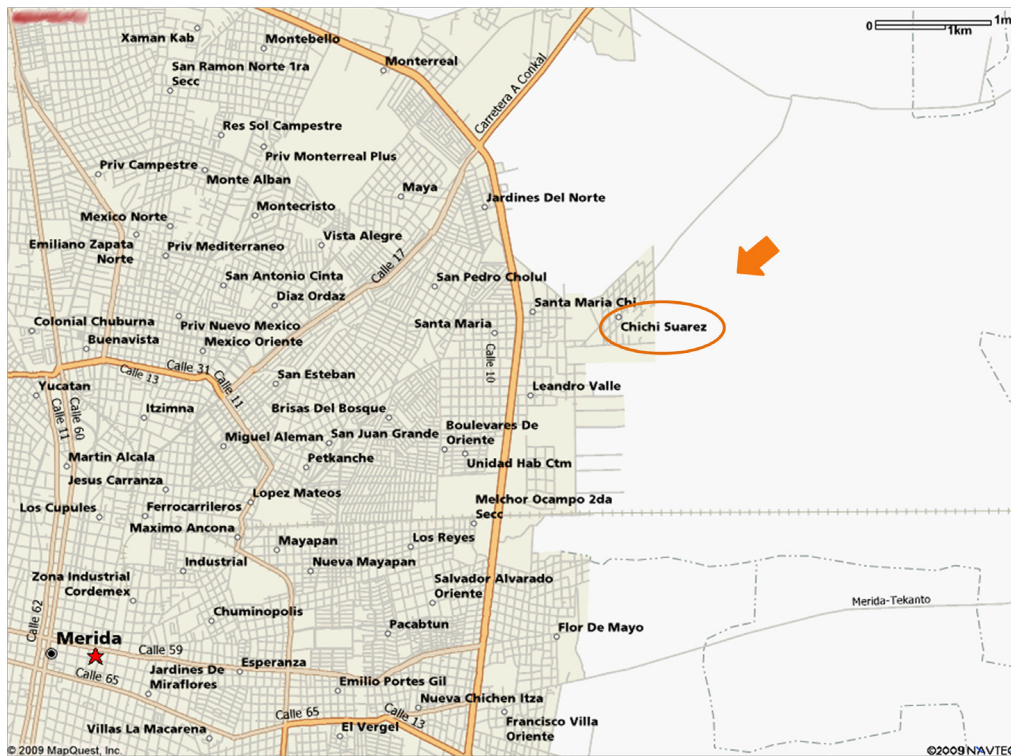 1m
0
1km
Xaman Kab
Montebello
Monterreal
San Ramon Norte 1ra
Secc
Carretera A Conkal
Res Sol Campestre
Priv Monterreal Plus
Priv Campestre
Monte Alban
Maya
Jardines Del Norte
Montecristo
Mexico Norte
Vista Alegre
Emiliano Zapata
Norte
Priv Mediterraneo
Calle 17
San Antonio Cinta
San Pedro Cholul
Diaz Ordaz
Santa Maria Chi
Colonial Chuburna
Priv Nuevo Mexico
Santa Maria
Chichi Suarez
Buenavista
Mexico Oriente
Calle 10
Calle 31
Calle 13
Calle 11
San Esteban
Yucatan
Leandro Valle
Calle 11
Calle 60
Itzimna
Brisas Del Bosque
Boulevares De
Oriente
Miguel Aleman
San Juan Grande
Martin Alcala
Petkanche
Unidad Hab Ctm
Jesus Carranza
Lopez Mateos
Los Cupules
Ferrocarrileros
Melchor Ocampo 2da
Secc
Maximo Ancona
Mayapan
Los Reyes
Industrial
Nueva Mayapan
Zona Industrial
Cordemex
Salvador Alvarado
Oriente
Merida-Tekanto
Calle 62
Chuminopolis
Pacabtun
Flor De Mayo
Merida
Calle 59
Calle 65
Jardines De
Miraflores
Esperanza
Emilio Portes Gil
Nueva Chichen Itza
Calle 65
Calle 13
Villas La Macarena
El Vergel
Francisco Villa
Oriente
© 2009 MapQuest, Inc.
©2009 NAVTEQ